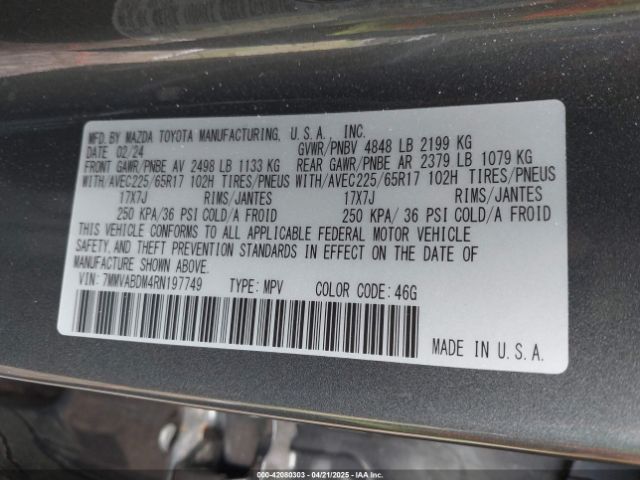 MFD.BY MAZDA TOYOTA MANUFACTURING, U.S.A., INC.
DATE 02/24 GVWR/PNBV 4848 LB 2199 KG
FRONT GAWR/PNBE AV 2498 LB 1133 KG REAR GAWR/PNBE AR 2379 LB 1079 KG
WITH/AVEC225/65R17 102H TIRES/PNEUS WITH/AVEC225/65R17 102H TIRES/PNEUS
17X7J RIMS/JANTES 17X7J RIMS/JANTES
250 KPA/36 PSI COLD/A FROID 250 KPA/ 36 PSI COLD/A FROID
THIS VEHICLE CONFORMS TO ALL APPLICABLE FEDERAL MOTOR VEHICLE
SAFETY,AND THEFT PREVENTION STANDARDS IN EFFECT ON THE DATE OF
MANUFACTURE SHOWN ABOVE.
VIN: 7MMVABDM4RN197749 TYPE: MPV COLOR CODE: 46G
MADE IN U.S.A.
000-42080303 - 04/21/2025 - IAAI.COM